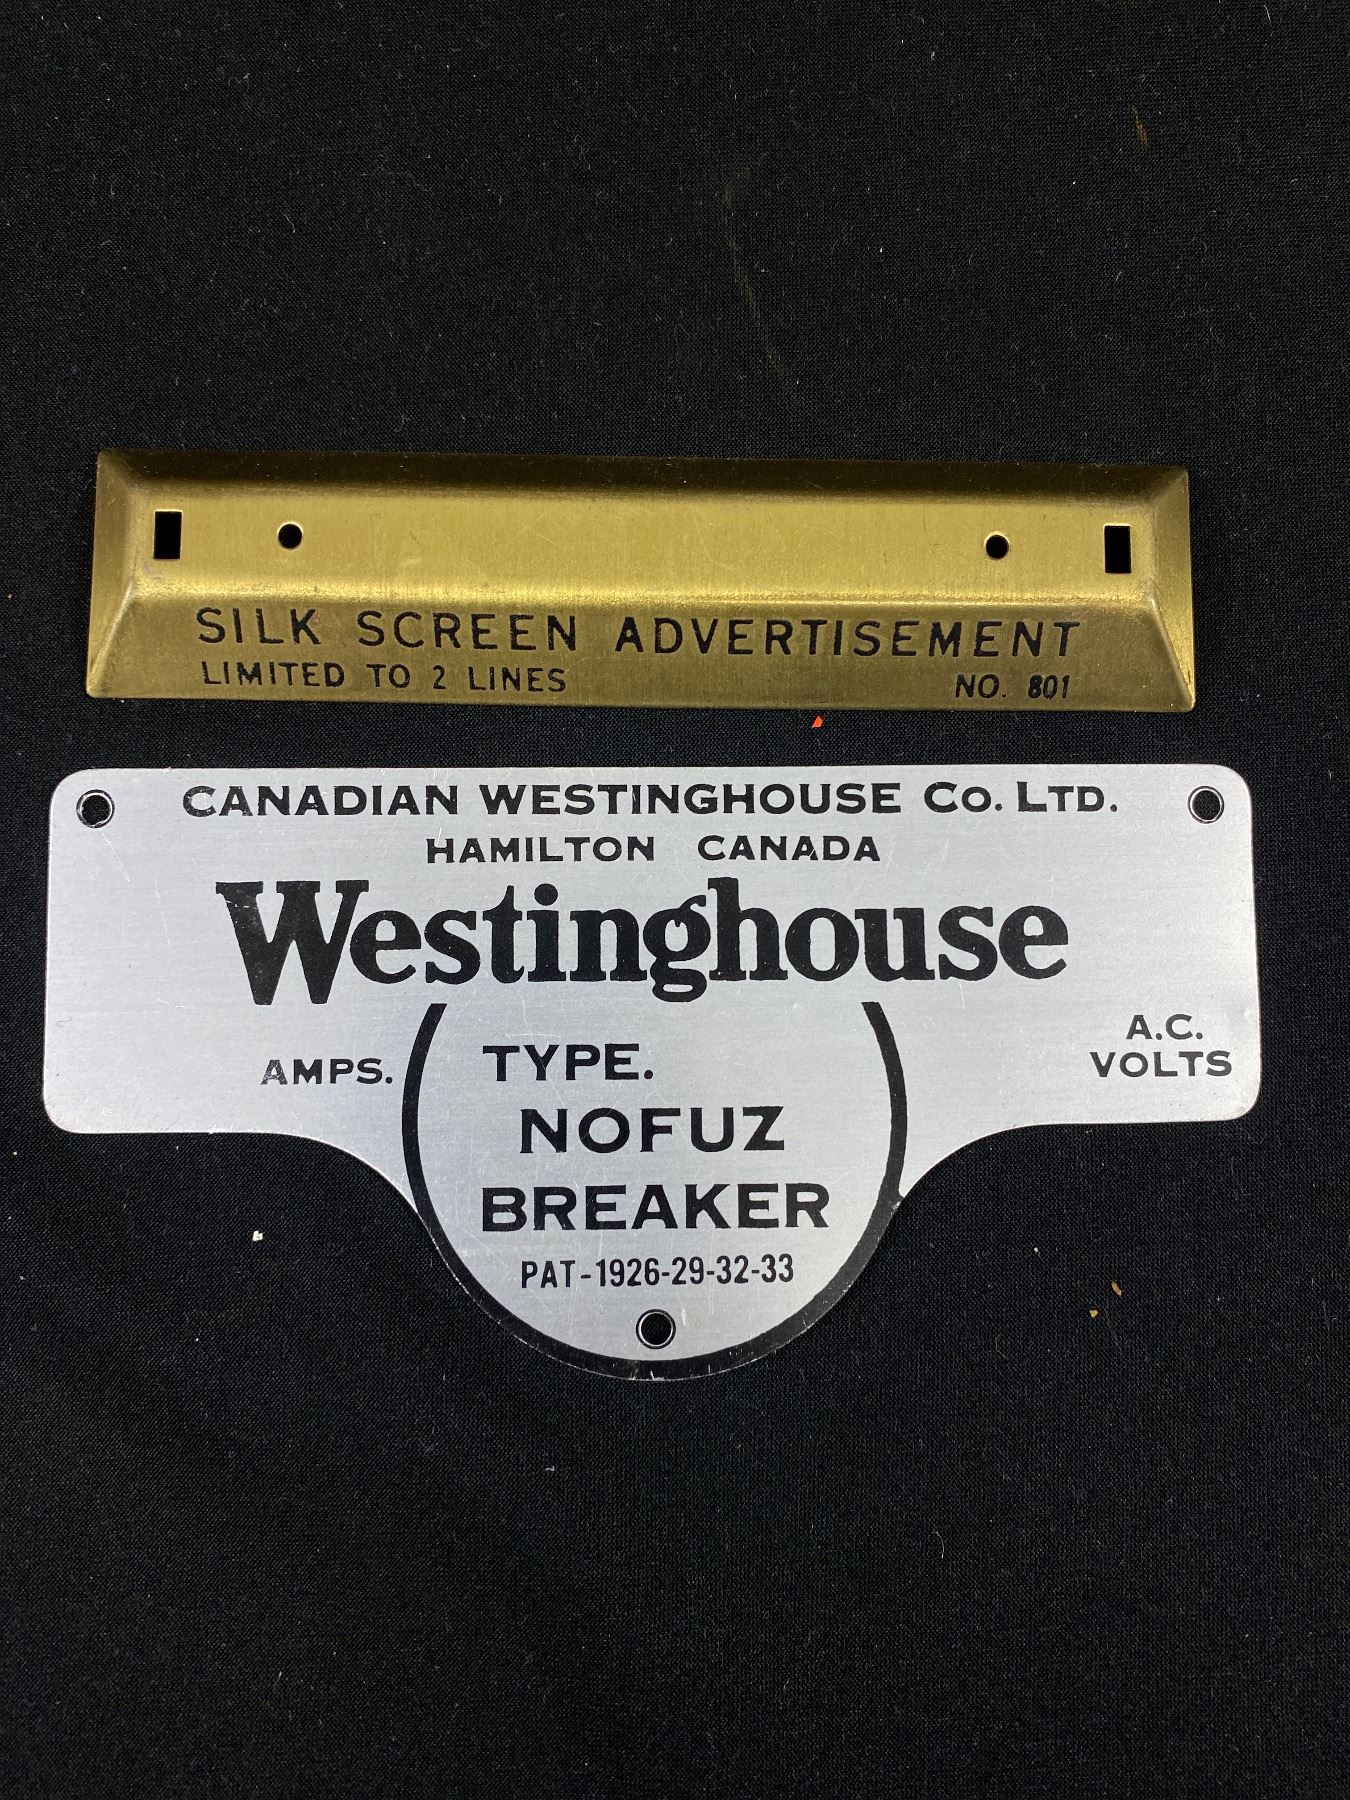 SILK SCREEN ADVERTISEMENT
LIMITED TO 2 LINES NO. 801
CANADIAN WESTINGHOUSE CO. LTD.
HAMILTON CANADA
Westinghouse
AMPS.
TYPE.
NOFUZ
BREAKER
PAT-1926-29-32-33
A.C.
VOLTS